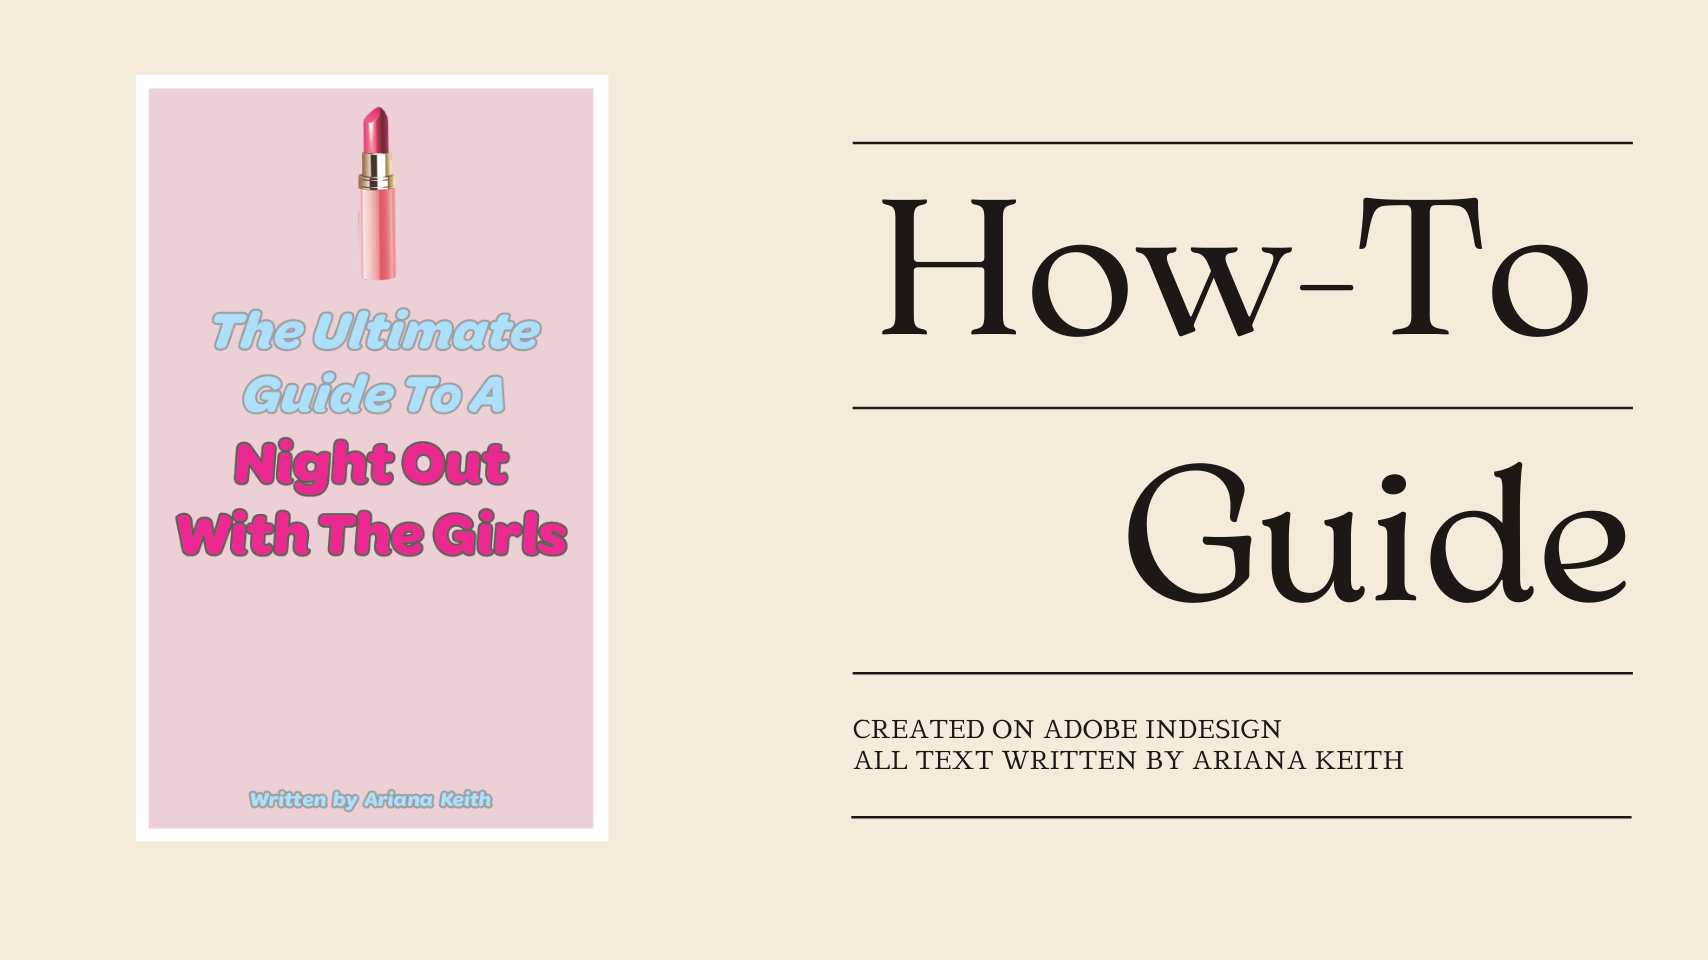 The Ultimate
Guide To A
Night Out
With The Girls
Written by Ariana Keith
How-To
Guide
CREATED ON ADOBE INDESIGN
ALL TEXT WRITTEN BY ARIANA KEITH